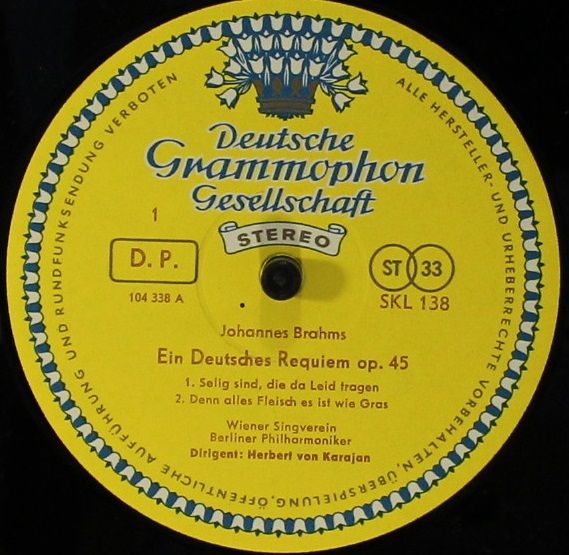 ALLE HERSTELLER- UND URHEBERRECHTE VORBEHALTEN, ÜBERSPIELUNG, ÖFFENTLICHE AUFFÜHRUNG UND RUNDFUNKSENDUNG VERBOTEN
Deutsche
Grammophon
Gesellschaft
STEREO
1
D. P.
104 338 A
ST 33
SKL 138
Johannes Brahms
Ein Deutsches Requiem op. 45
1. Selig sind, die da Leid tragen
2. Denn alles Fleisch es ist wie Gras
Wiener Singverein
Berliner Philharmoniker
Dirigent: Herbert von Karajan